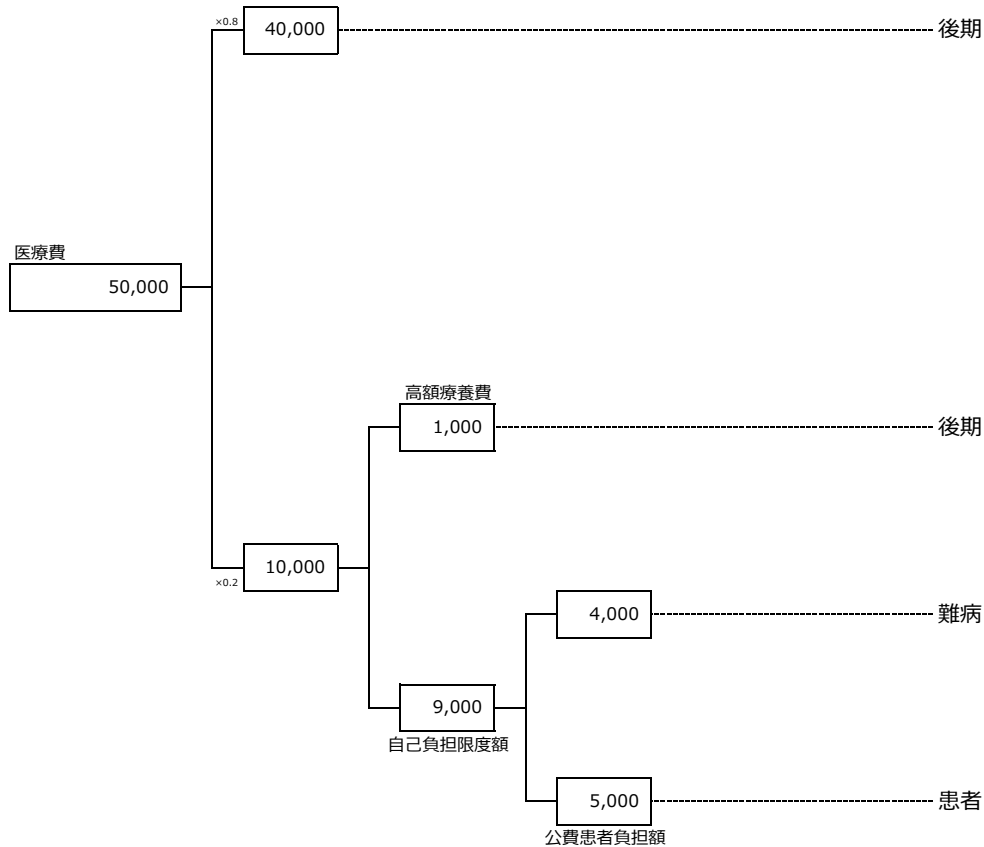 ×0.8
40,000
後期
医療費
50,000
高額療養費
1,000
後期
10,000
×0.2
4,000
難病
9,000
自己負担限度額
5,000
患者
公費患者負担額